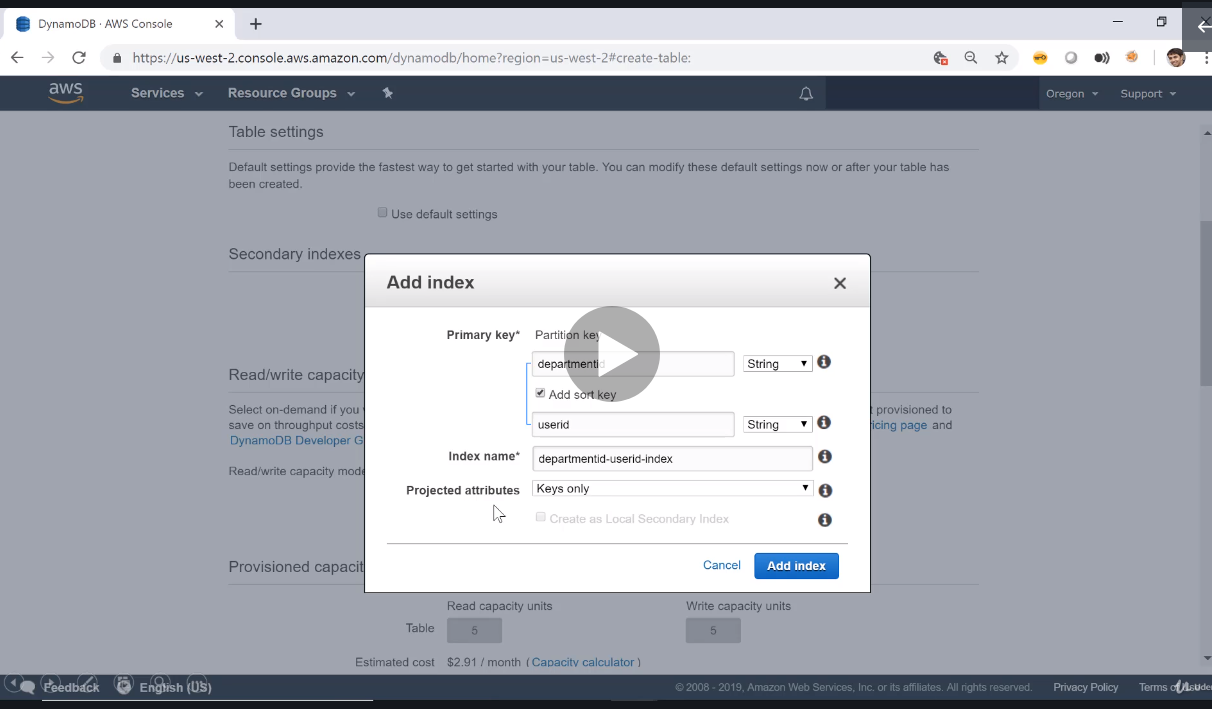 DynamoDB · AWS Console
https://us-west-2.console.aws.amazon.com/dynamodb/home?region=us-west-2#create-table:
aws
Services
Resource Groups
Oregon
Support
Table settings
Default settings provide the fastest way to get started with your table. You can modify these default settings now or after your table has
been created.
Use default settings
Secondary indexes
Add index
Primary key*
Partition key
departmentid
String
Add sort key
userid
String
Index name*
departmentid-userid-index
Projected attributes
Keys only
Create as Local Secondary Index
Cancel
Add index
Read/write capacity
Select on-demand if you
t provisioned to
save on throughput costs
ricing page and
DynamoDB Developer G
Read/write capacity mode
Provisioned capacit
Read capacity units
Write capacity units
Table
5
5
Estimated cost
$2.91 / month ( Capacity calculator )
Feedback
English (US)
© 2008 - 2019, Amazon Web Services, Inc. or its affiliates. All rights reserved.
Privacy Policy
Terms of